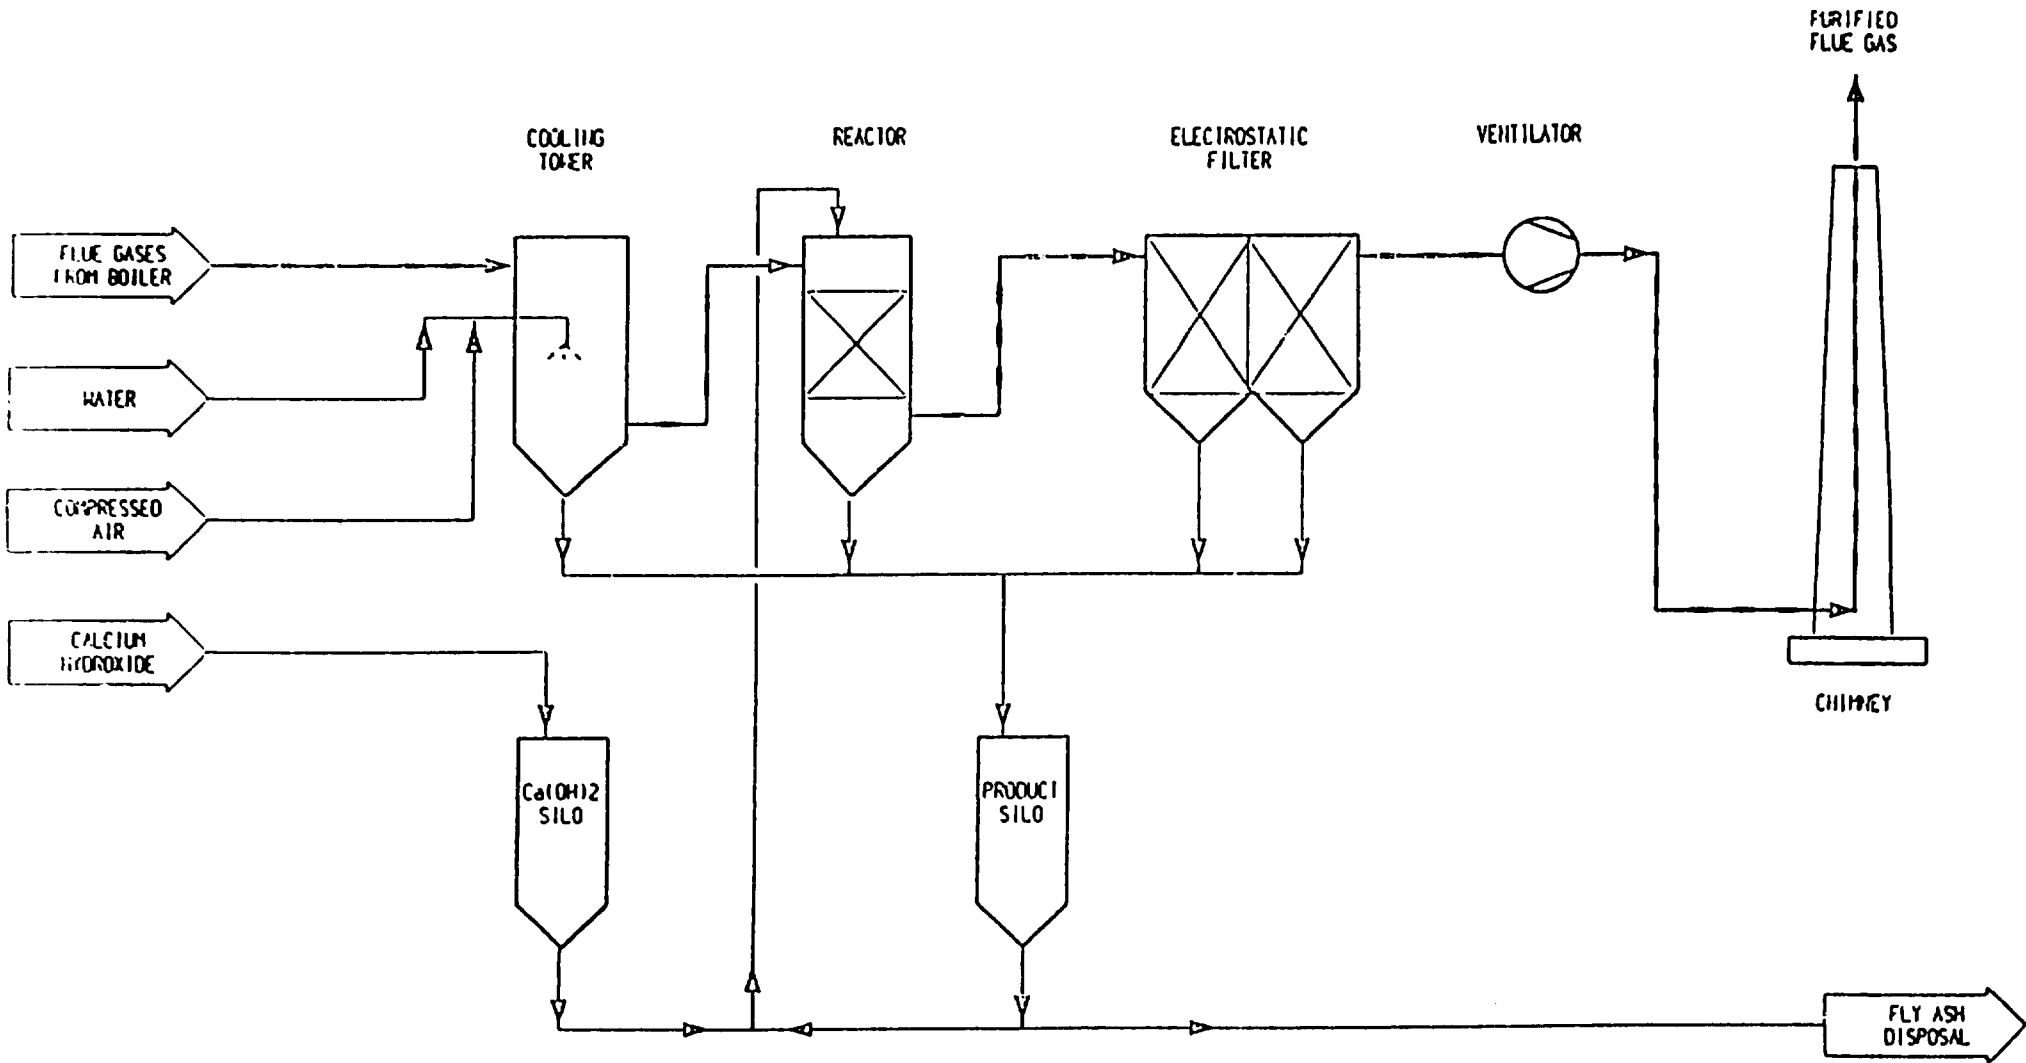 PURIFIED
FLUE GAS
COOLING
TOWER
REACTOR
ELECTROSTATIC
FILTER
VENTILATOR
FLUE GASES
FROM BOILER
WATER
COMPRESSED
AIR
CALCIUM
HYDROXIDE
CHIMNEY
Ca(OH)2
SILO
PRODUCT
SILO
FLY ASH
DISPOSAL